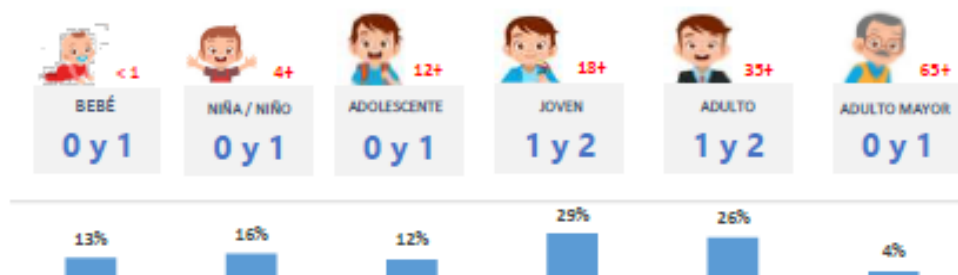 < 1 4+ 12+ 18+ 35+ 65+
BEBÉ NIÑA / NIÑO ADOLESCENTE JOVEN ADULTO ADULTO MAYOR
0 y 1 0 y 1 0 y 1 1 y 2 1 y 2 0 y 1
13% 16% 12% 29% 26% 4%